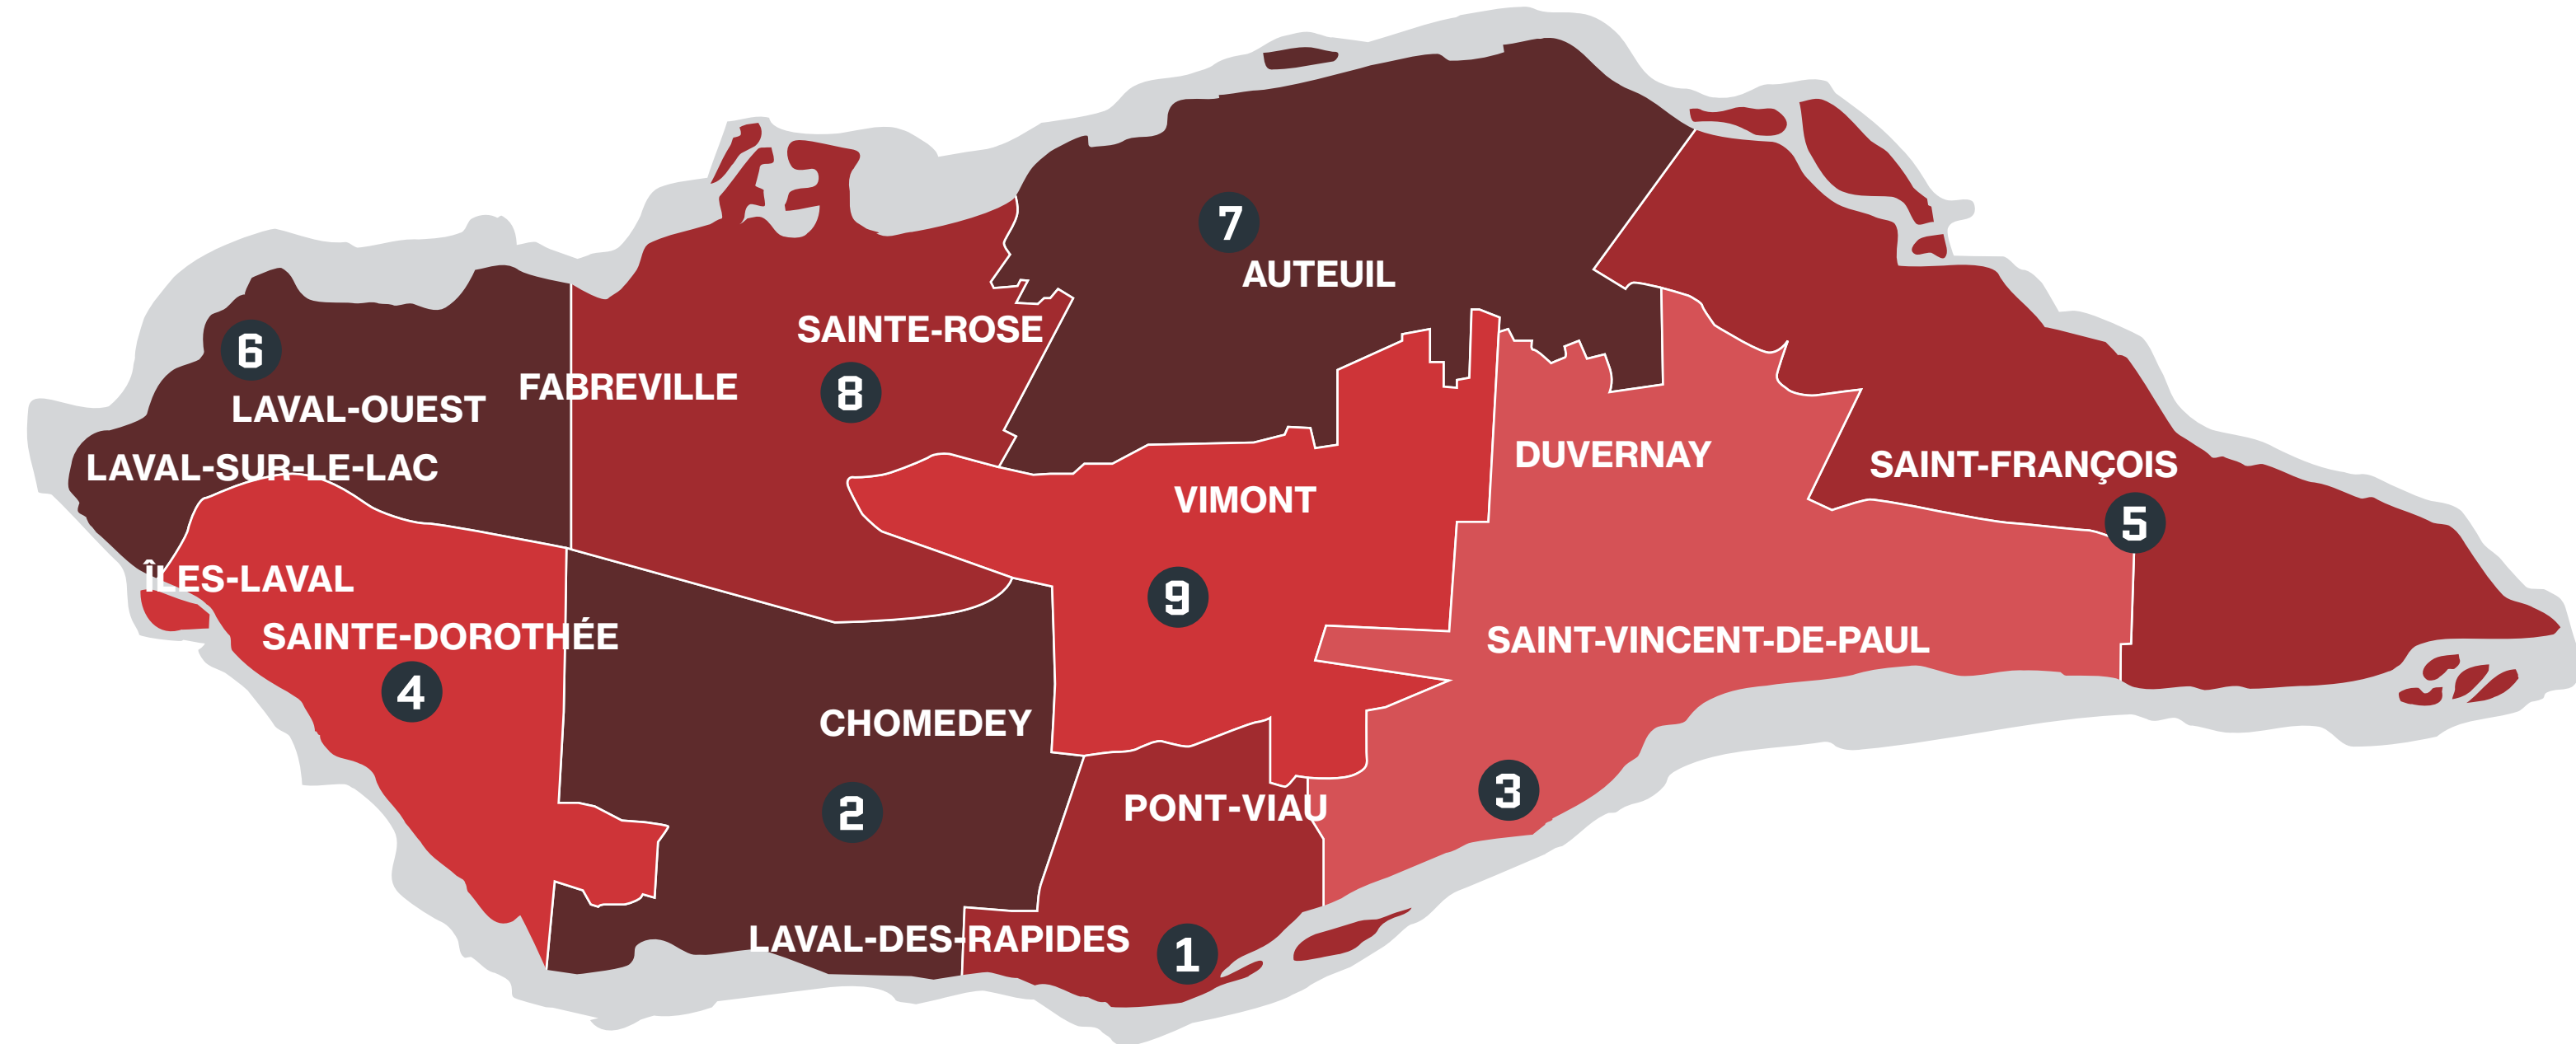 7
AUTEUIL
SAINTE-ROSE
6
FABREVILLE
8
LAVAL-OUEST
LAVAL-SUR-LE-LAC
DUVERNAY
SAINT-FRANÇOIS
VIMONT
5
ÎLES-LAVAL
9
SAINTE-DOROTHÉE
SAINT-VINCENT-DE-PAUL
4
CHOMEDEY
3
PONT-VIAU
2
LAVAL-DES-RAPIDES
1